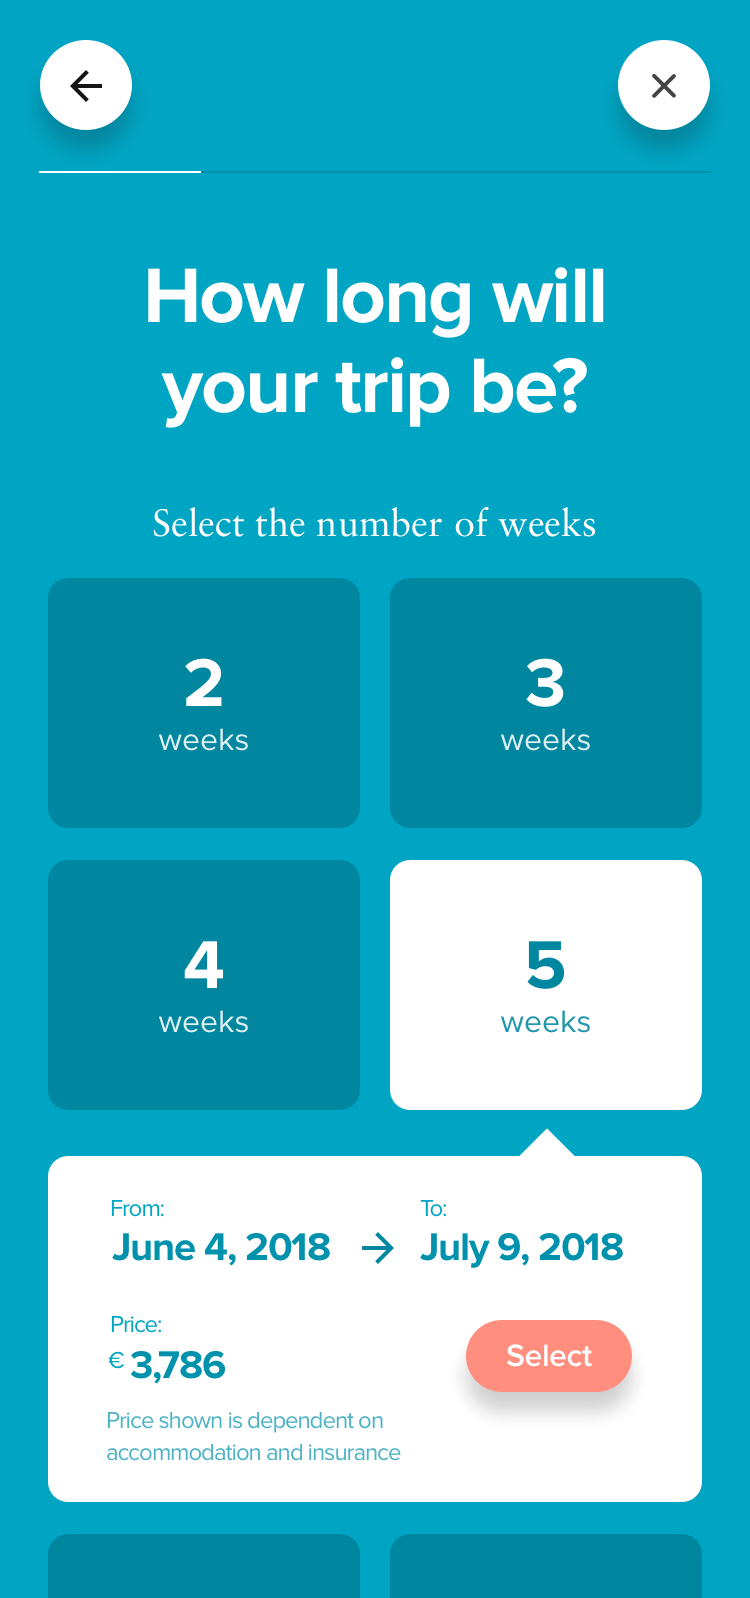 How long will
your trip be?
Select the number of weeks
2
weeks
3
weeks
4
weeks
5
weeks
From:
June 4, 2018
To:
July 9, 2018
Price:
€ 3,786
Select
Price shown is dependent on
accommodation and insurance